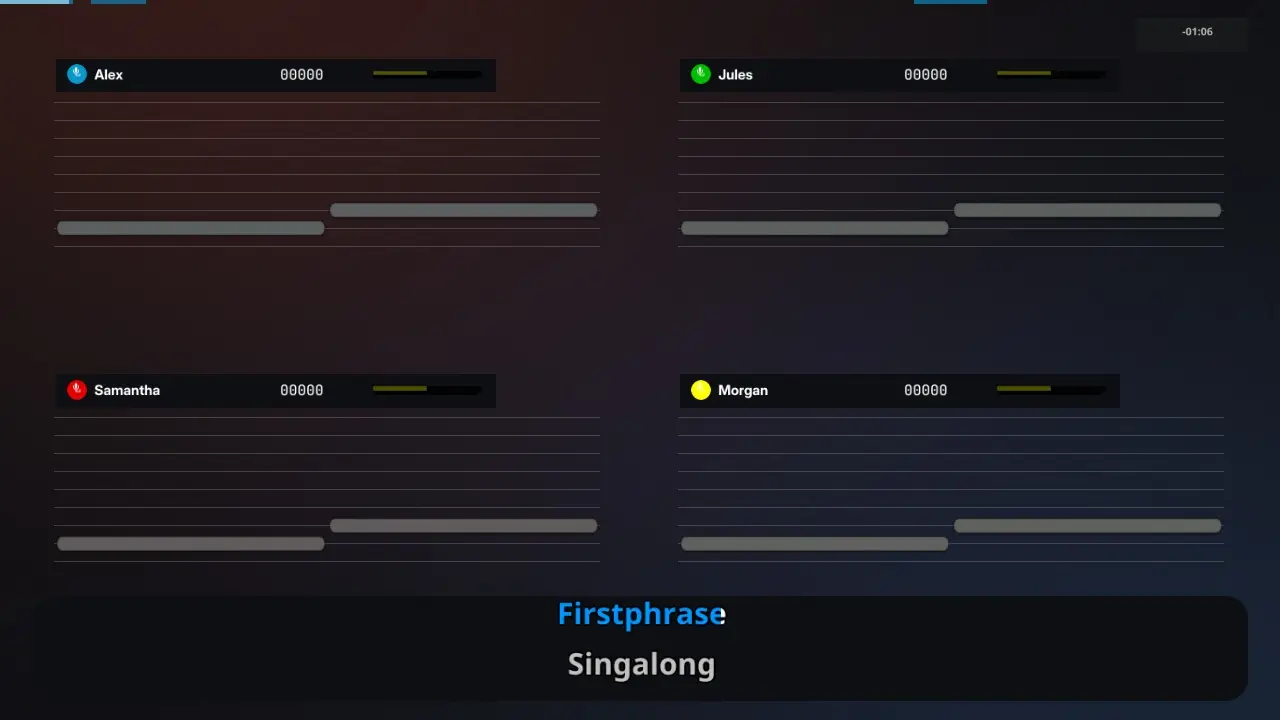 -01:06
Alex 00000
Jules 00000
Samantha 00000
Morgan 00000
Firstphrase
Singalong